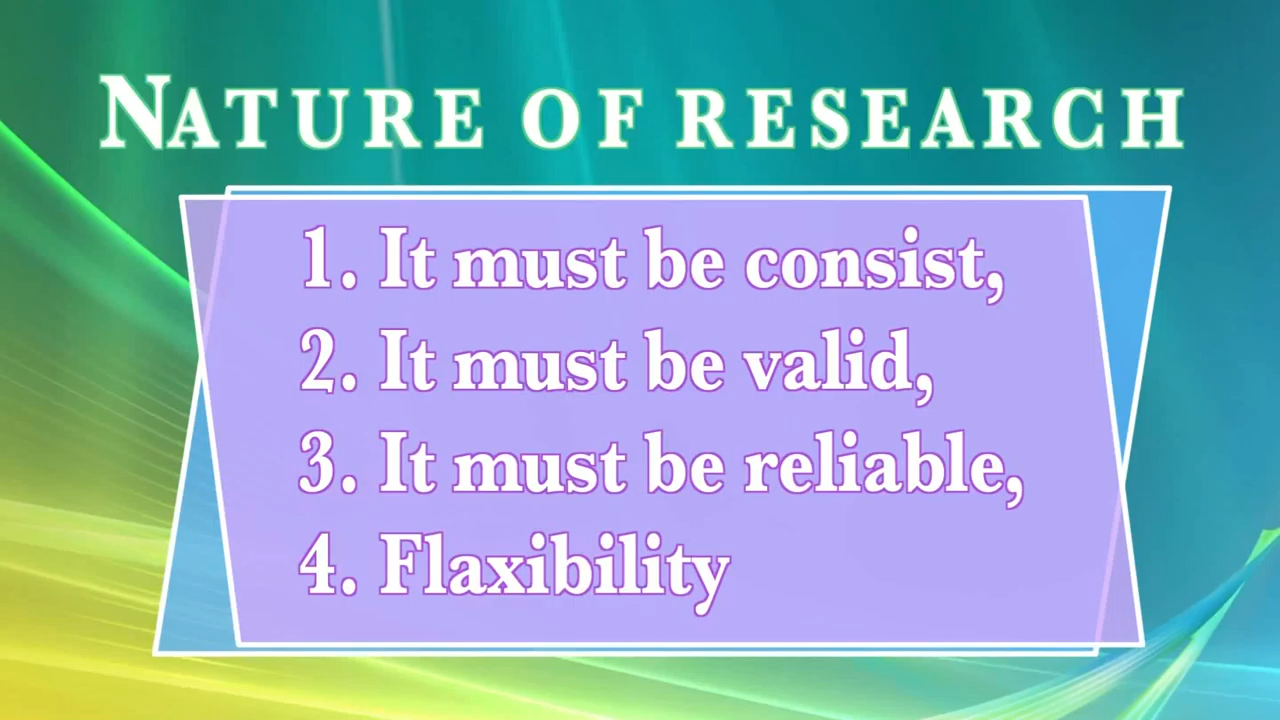 NATURE OF RESEARCH
1. It must be consist,
2. It must be valid,
3. It must be reliable,
4. Flaxibility